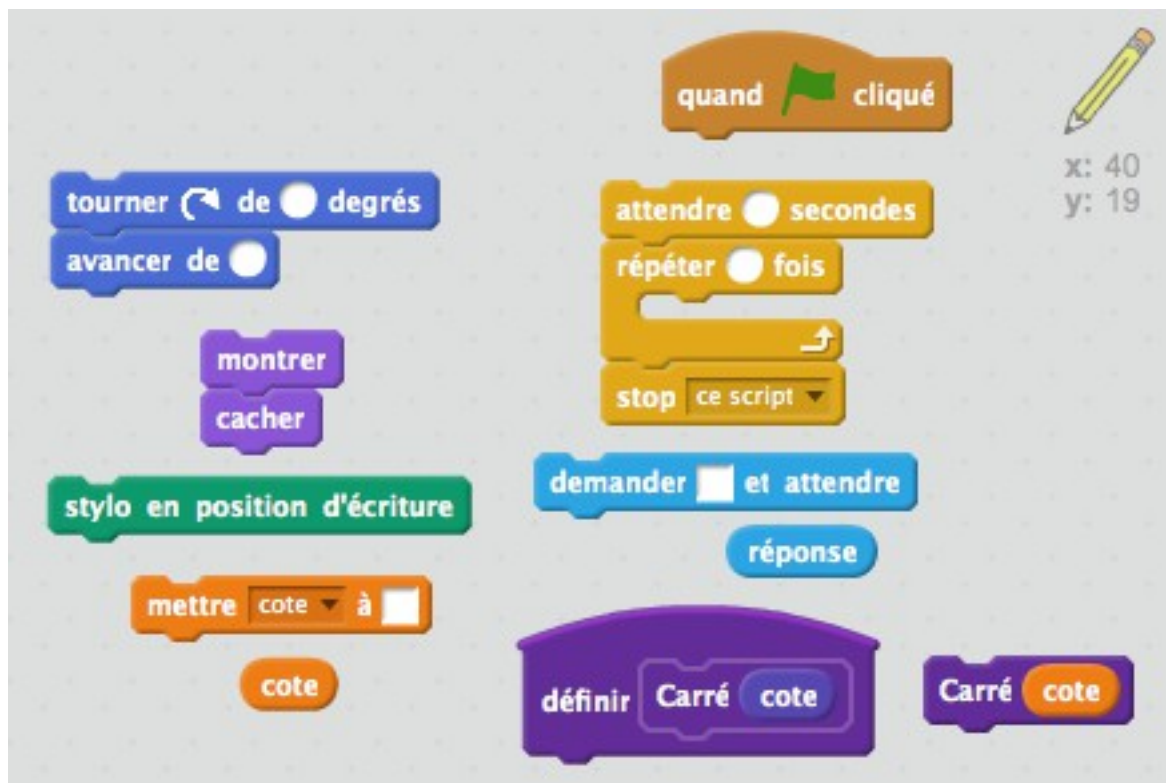 quand cliqué
x: 40
y: 19
tourner de degrés
avancer de
attendre secondes
répéter fois
stop ce script
montrer
cacher
stylo en position d'écriture
demander et attendre
réponse
mettre cote à
cote
définir Carré cote
Carré cote